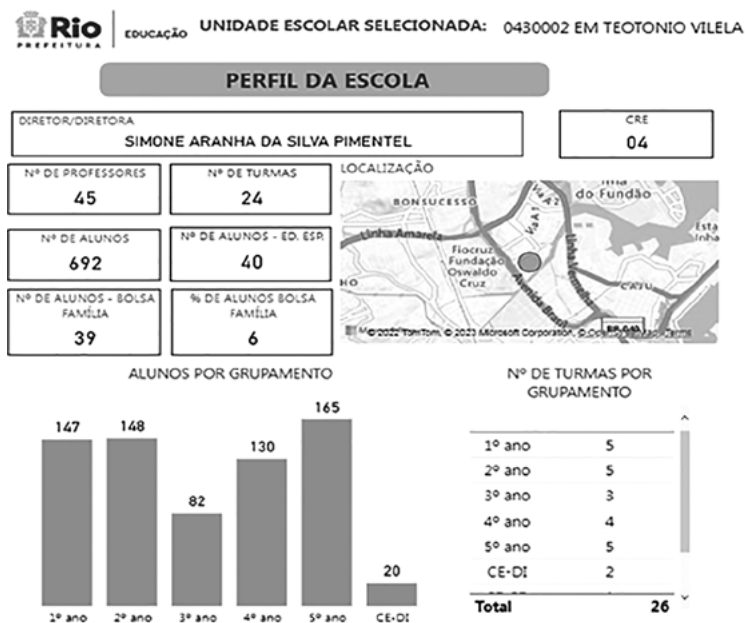 Rio
PREFEITURA
EDUCAÇÃO
UNIDADE ESCOLAR SELECIONADA: 0430002 EM TEOTONIO VILELA
PERFIL DA ESCOLA
DIRETOR/DIRETORA
SIMONE ARANHA DA SILVA PIMENTEL
CRE
04
Nº DE PROFESSORES
45
Nº DE TURMAS
24
Nº DE ALUNOS
692
Nº DE ALUNOS - ED. ESP.
40
Nº DE ALUNOS - BOLSA
FAMÍLIA
39
% DE ALUNOS BOLSA
FAMÍLIA
6
LOCALIZAÇÃO
do Fundão
BONSUCESSO
Via A1
Via A2
Linha Amarela
Linha Vermelha
Fiocruz
Fundação
Oswaldo
Cruz
Avenida Brasil
CAJU
© 2022 TomTom, © 2023 Microsoft Corporation,
ALUNOS POR GRUPAMENTO
147
148
82
130
165
20
1º ano
2º ano
3º ano
4º ano
5º ano
CE-DI
Nº DE TURMAS POR
GRUPAMENTO
1º ano 5
2º ano 5
3º ano 3
4º ano 4
5º ano 5
CE-DI 2
Total 26